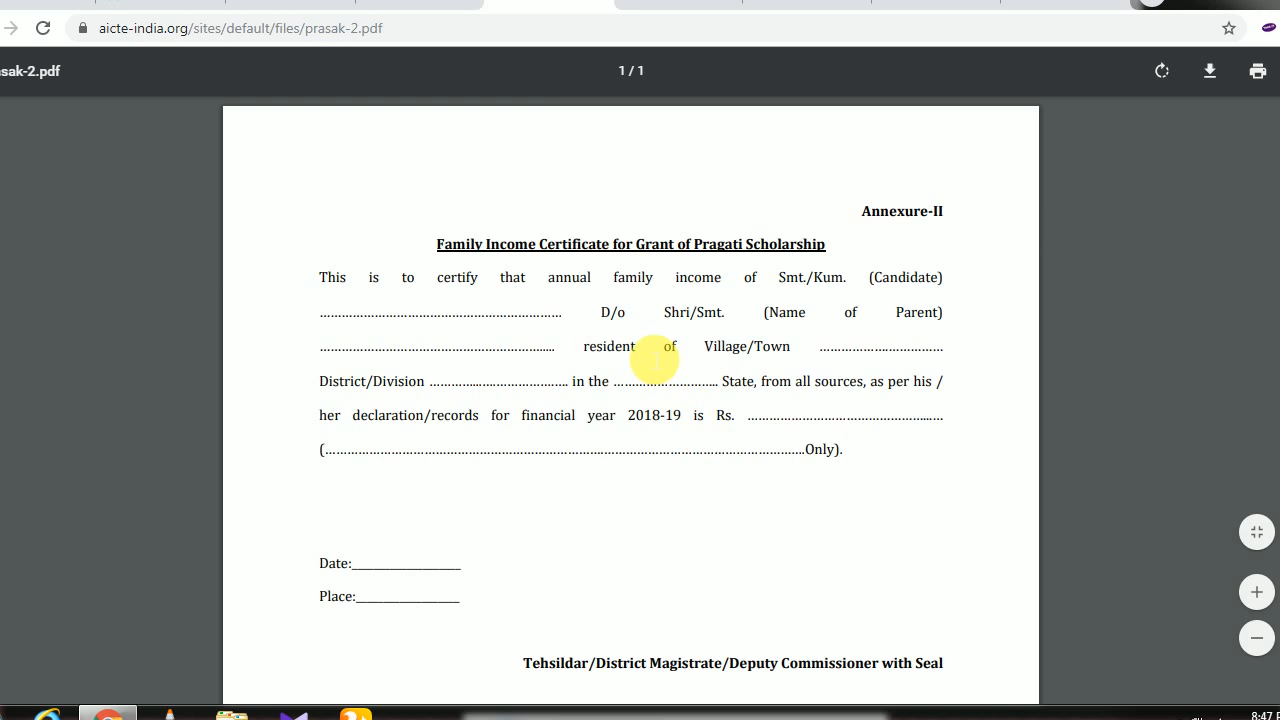 aicte-india.org/sites/default/files/prasak-2.pdf
sak-2.pdf
1 / 1
Annexure-II
Family Income Certificate for Grant of Pragati Scholarship
This is to certify that annual family income of Smt./Kum. (Candidate)
………………………………………………………… D/o Shri/Smt. (Name of Parent)
…………………………………………………….... resident of Village/Town ……………………………
District/Division ……………………………….. in the ……………………….. State, from all sources, as per his /
her declaration/records for financial year 2018-19 is Rs. …………………………………………...…
(…………………………………………………………………………………………………………………Only).
Date:__________________
Place:_________________
Tehsildar/District Magistrate/Deputy Commissioner with Seal